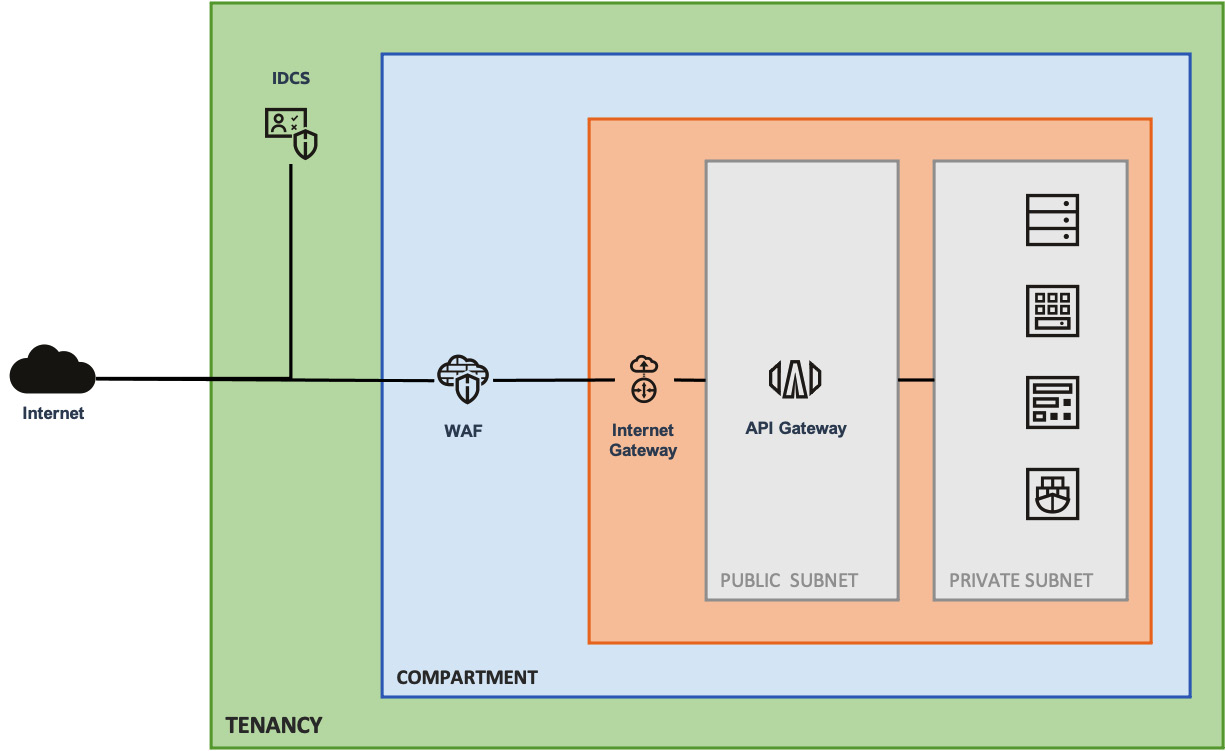 IDCS
Internet
WAF
Internet
Gateway
API Gateway
PUBLIC SUBNET
PRIVATE SUBNET
COMPARTMENT
TENANCY